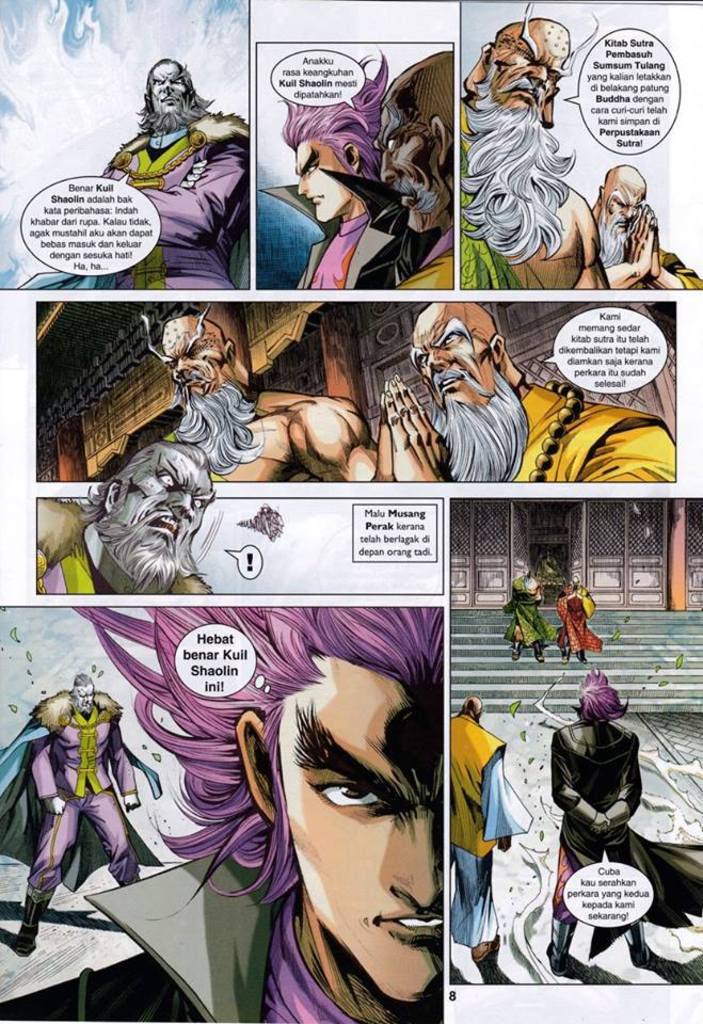 Benar Kuil
Shaolin adalah bak
kata peribahasa: Indah
khabar dari rupa. Kalau tidak,
agak mustahil aku akan dapat
bebas masuk dan keluar
dengan sesuka hati!
Ha, ha...
Anakku
rasa keangkuhan
Kuil Shaolin mesti
dipatahkan!
Kitab Sutra
Pembasuh
Sumsum Tulang
yang kalian letakkan
di belakang patung
Buddha dengan
cara curi-curi telah
kami simpan di
Perpustakaan
Sutra!
Kami
memang sedar
kitab sutra itu telah
dikembalikan tetapi kami
diamkan saja kerana
perkara itu sudah
selesai!
!
Malu Musang
Perak kerana
telah berlagak di
depan orang tadi.
Hebat
benar Kuil
Shaolin
ini!
Cuba
kau serahkan
perkara yang kedua
kepada kami
sekarang!
8